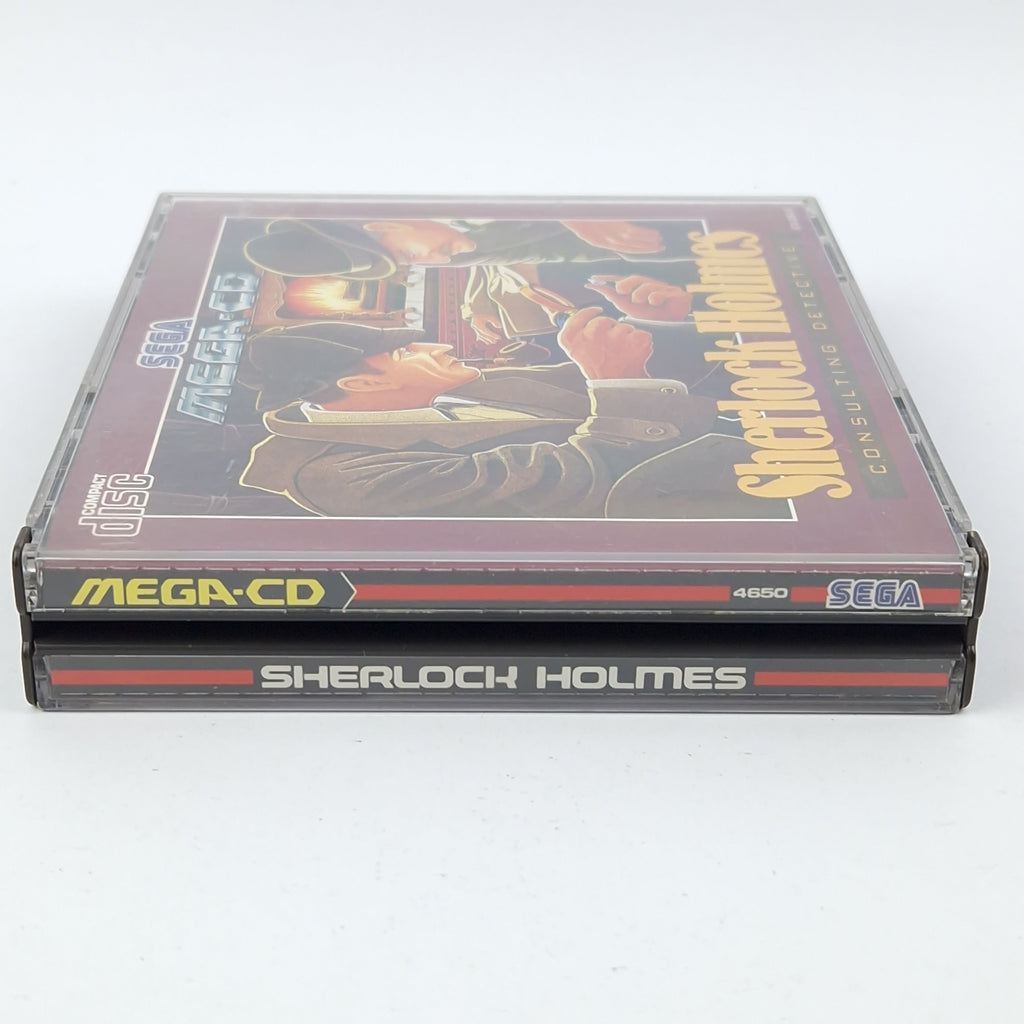 SEGA
MEGA-CD
Sherlock Holmes
CONSULTING DETECTIVE
COMPACT
disc
MEGA-CD
4650
SEGA
SHERLOCK HOLMES